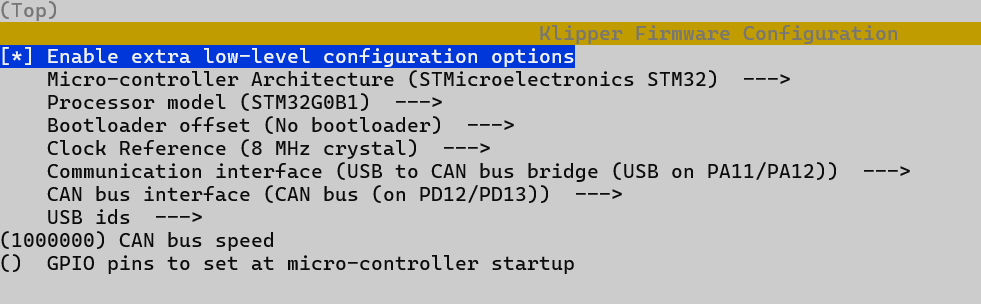 (Top)
Klipper Firmware Configuration
[*] Enable extra low-level configuration options
Micro-controller Architecture (STMicroelectronics STM32)  --->
Processor model (STM32G0B1)  --->
Bootloader offset (No bootloader)  --->
Clock Reference (8 MHz crystal)  --->
Communication interface (USB to CAN bus bridge (USB on PA11/PA12))  --->
CAN bus interface (CAN bus (on PD12/PD13))  --->
USB ids  --->
(1000000) CAN bus speed
()  GPIO pins to set at micro-controller startup